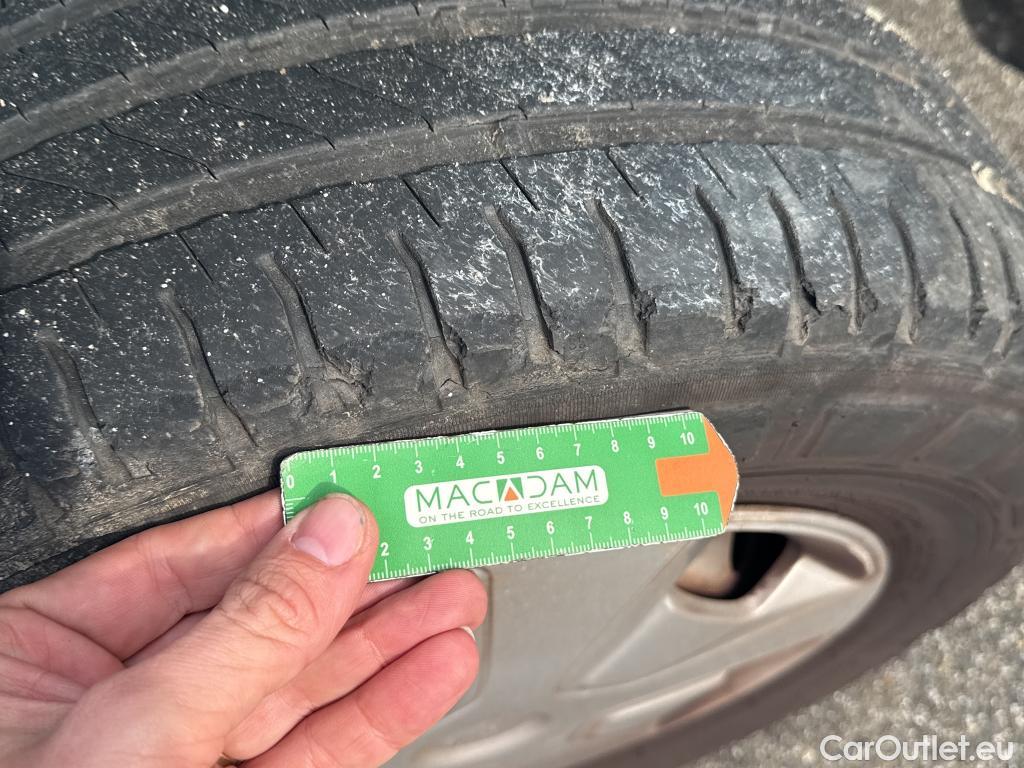 0 1 2 3 4 5 6 7 8 9 10
MACADAM
ON THE ROAD TO EXCELLENCE
2 3 4 5 6 7 8 9 10
CarOutlet.eu